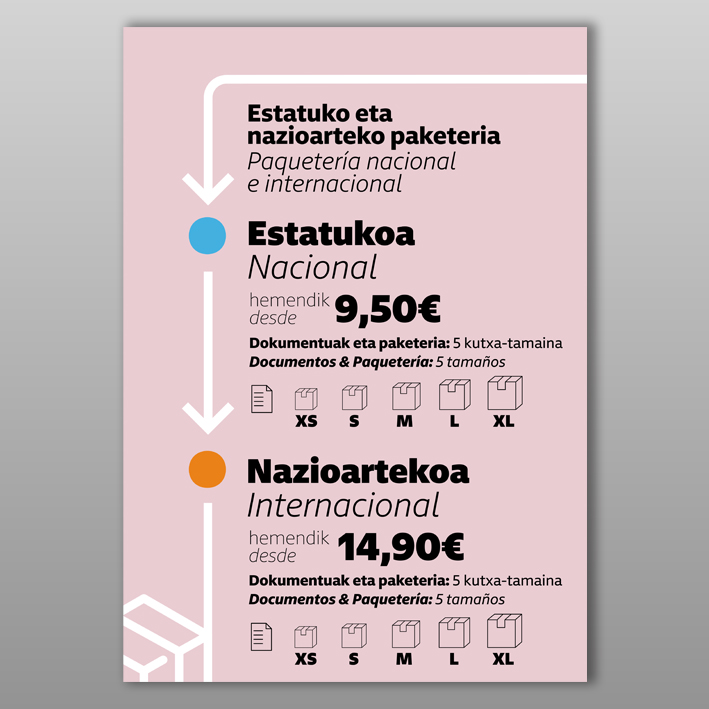 Estatuko eta
nazioarteko paketeria
Paquetería nacional
e internacional
Estatukoa
Nacional
hemendik
desde 9,50€
Dokumentuak eta paketeria: 5 kutxa-tamaina
Documentos & Paquetería: 5 tamaños
XS S M L XL
Nazioartekoa
Internacional
hemendik
desde 14,90€
Dokumentuak eta paketeria: 5 kutxa-tamaina
Documentos & Paquetería: 5 tamaños
XS S M L XL